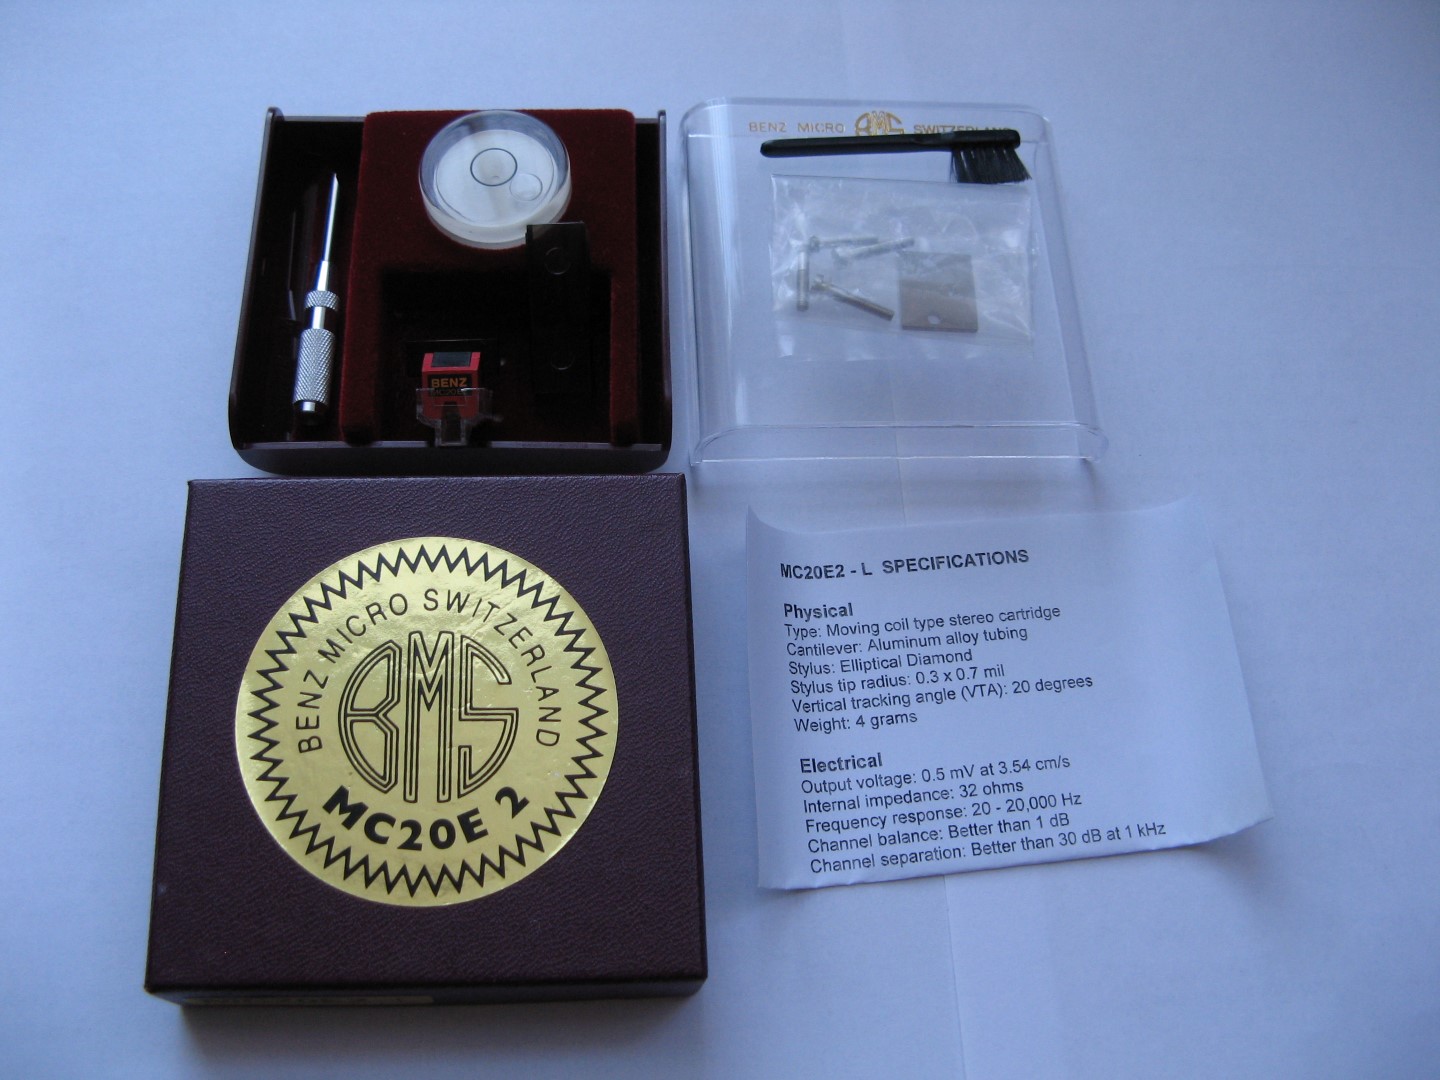 BENZ MICRO BMS SWITZERLAND
BENZ
BENZ MICRO SWITZERLAND
BMS
MC20E 2
MC20E2 - L SPECIFICATIONS
Physical
Type: Moving coil type stereo cartridge
Cantilever: Aluminum alloy tubing
Stylus: Elliptical Diamond
Stylus tip radius: 0.3 x 0.7 mil
Vertical tracking angle (VTA): 20 degrees
Weight: 4 grams
Electrical
Output voltage: 0.5 mV at 3.54 cm/s
Internal impedance: 32 ohms
Frequency response: 20 - 20,000 Hz
Channel balance: Better than 1 dB
Channel separation: Better than 30 dB at 1 kHz